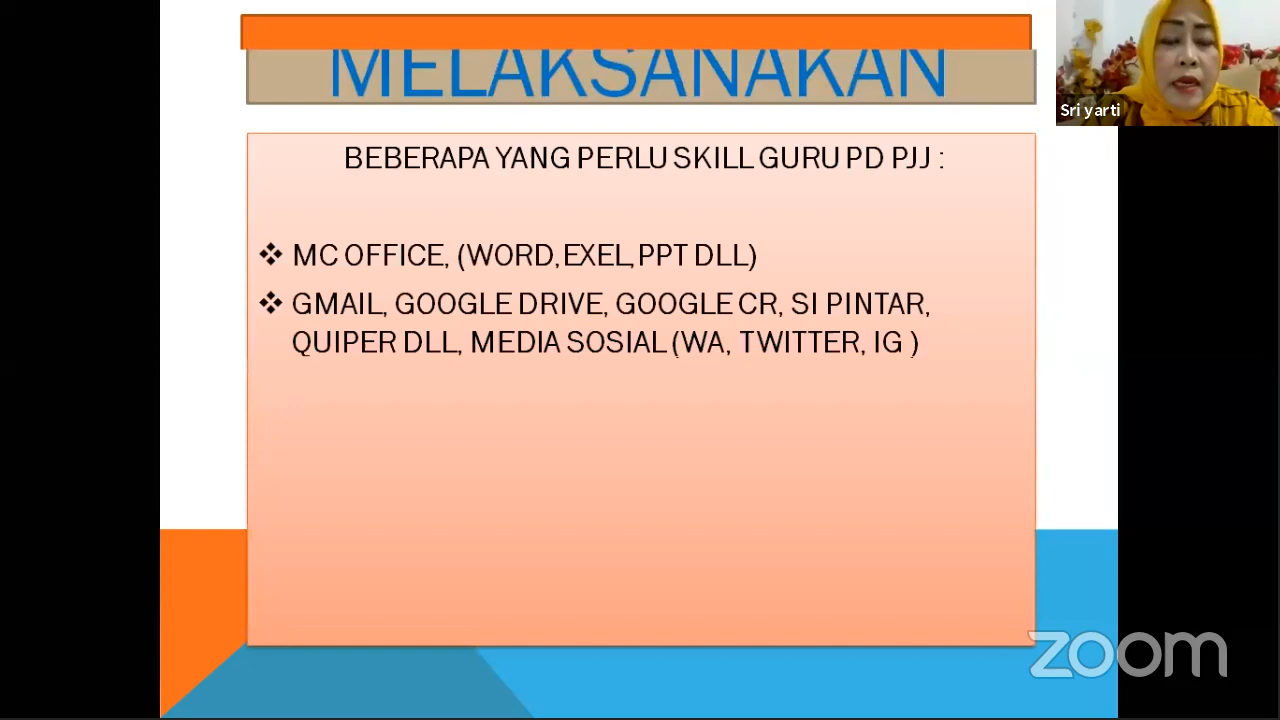 MELAKSANAKAN
Sri yarti
BEBERAPA YANG PERLU SKILL GURU PD PJJ :
MC OFFICE, (WORD,EXEL,PPT DLL)
GMAIL, GOOGLE DRIVE, GOOGLE CR, SI PINTAR,
QUIPER DLL, MEDIA SOSIAL (WA, TWITTER, IG )
zoom